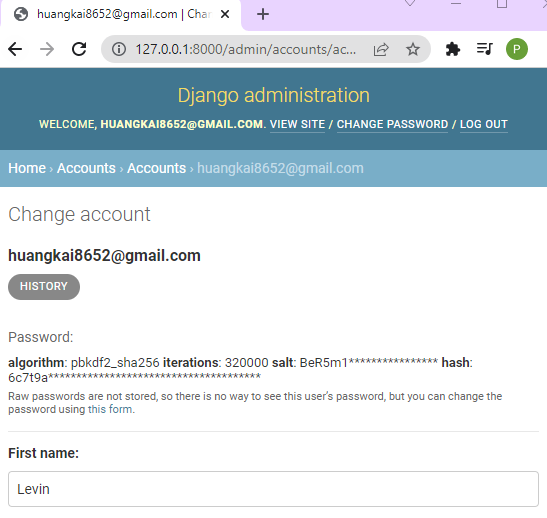 huangkai8652@gmail.com | Cha
127.0.0.1:8000/admin/accounts/ac...
P
Django administration
WELCOME, HUANGKAI8652@GMAIL.COM. VIEW SITE / CHANGE PASSWORD / LOG OUT
Home › Accounts › Accounts › huangkai8652@gmail.com
Change account
huangkai8652@gmail.com
HISTORY
Password:
algorithm: pbkdf2_sha256 iterations: 320000 salt: BeR5m1**************** hash:
6c7t9a**************************************
Raw passwords are not stored, so there is no way to see this user's password, but you can change the
password using this form.
First name:
Levin